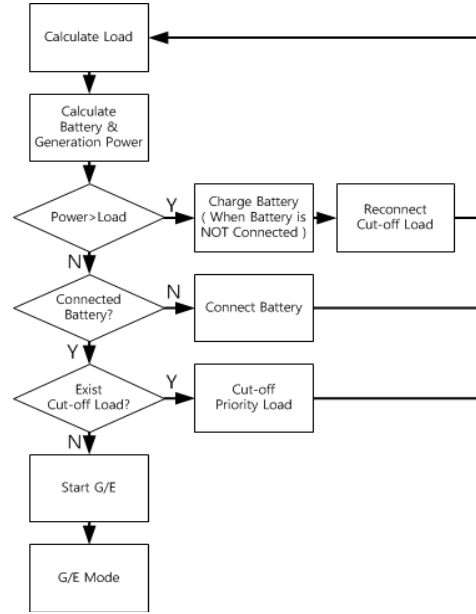 Calculate Load
Calculate
Battery &
Generation Power
Power>Load
Y
Charge Battery
( When Battery is
NOT Connected )
Reconnect
Cut-off Load
N
Connected
Battery?
N
Connect Battery
Y
Exist
Cut-off Load?
Y
Cut-off
Priority Load
N
Start G/E
G/E Mode